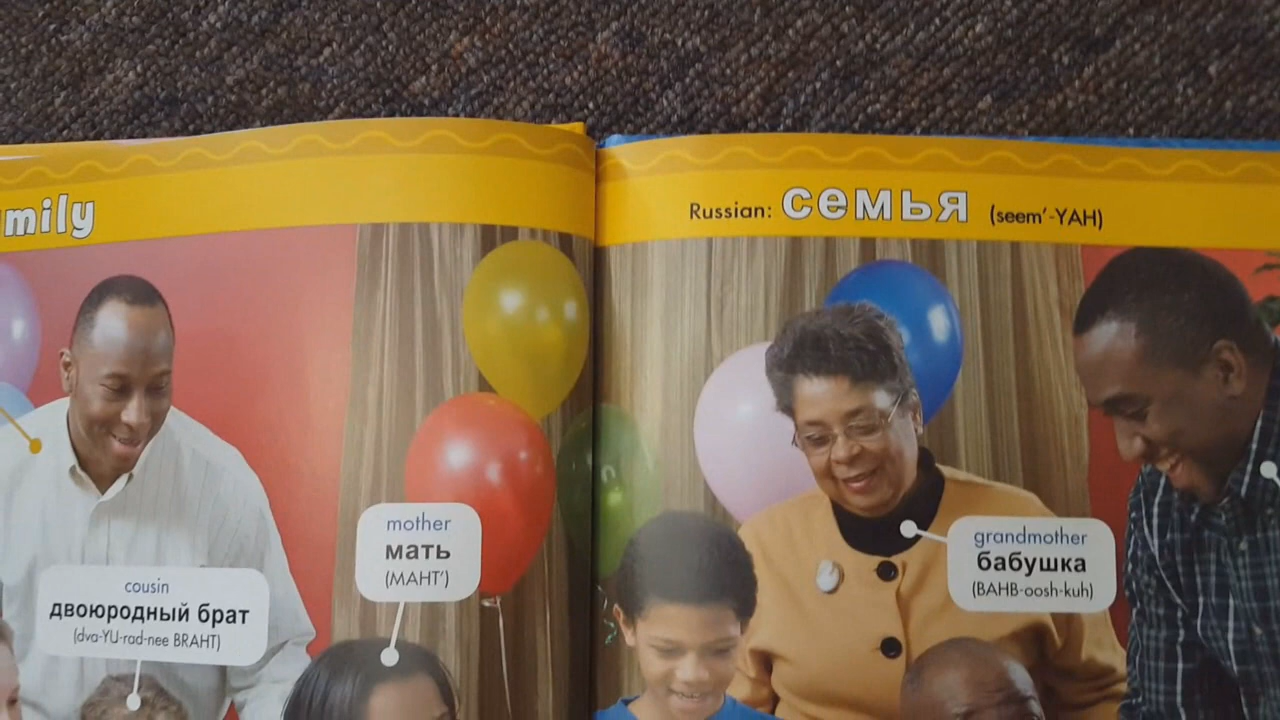 mily
Russian: семья (seem’-YAH)
cousin
двоюродный брат
(dva-YU-rad-nee BRAHT)
mother
мать
(MAHT’)
grandmother
бабушка
(BAHB-oosh-kuh)